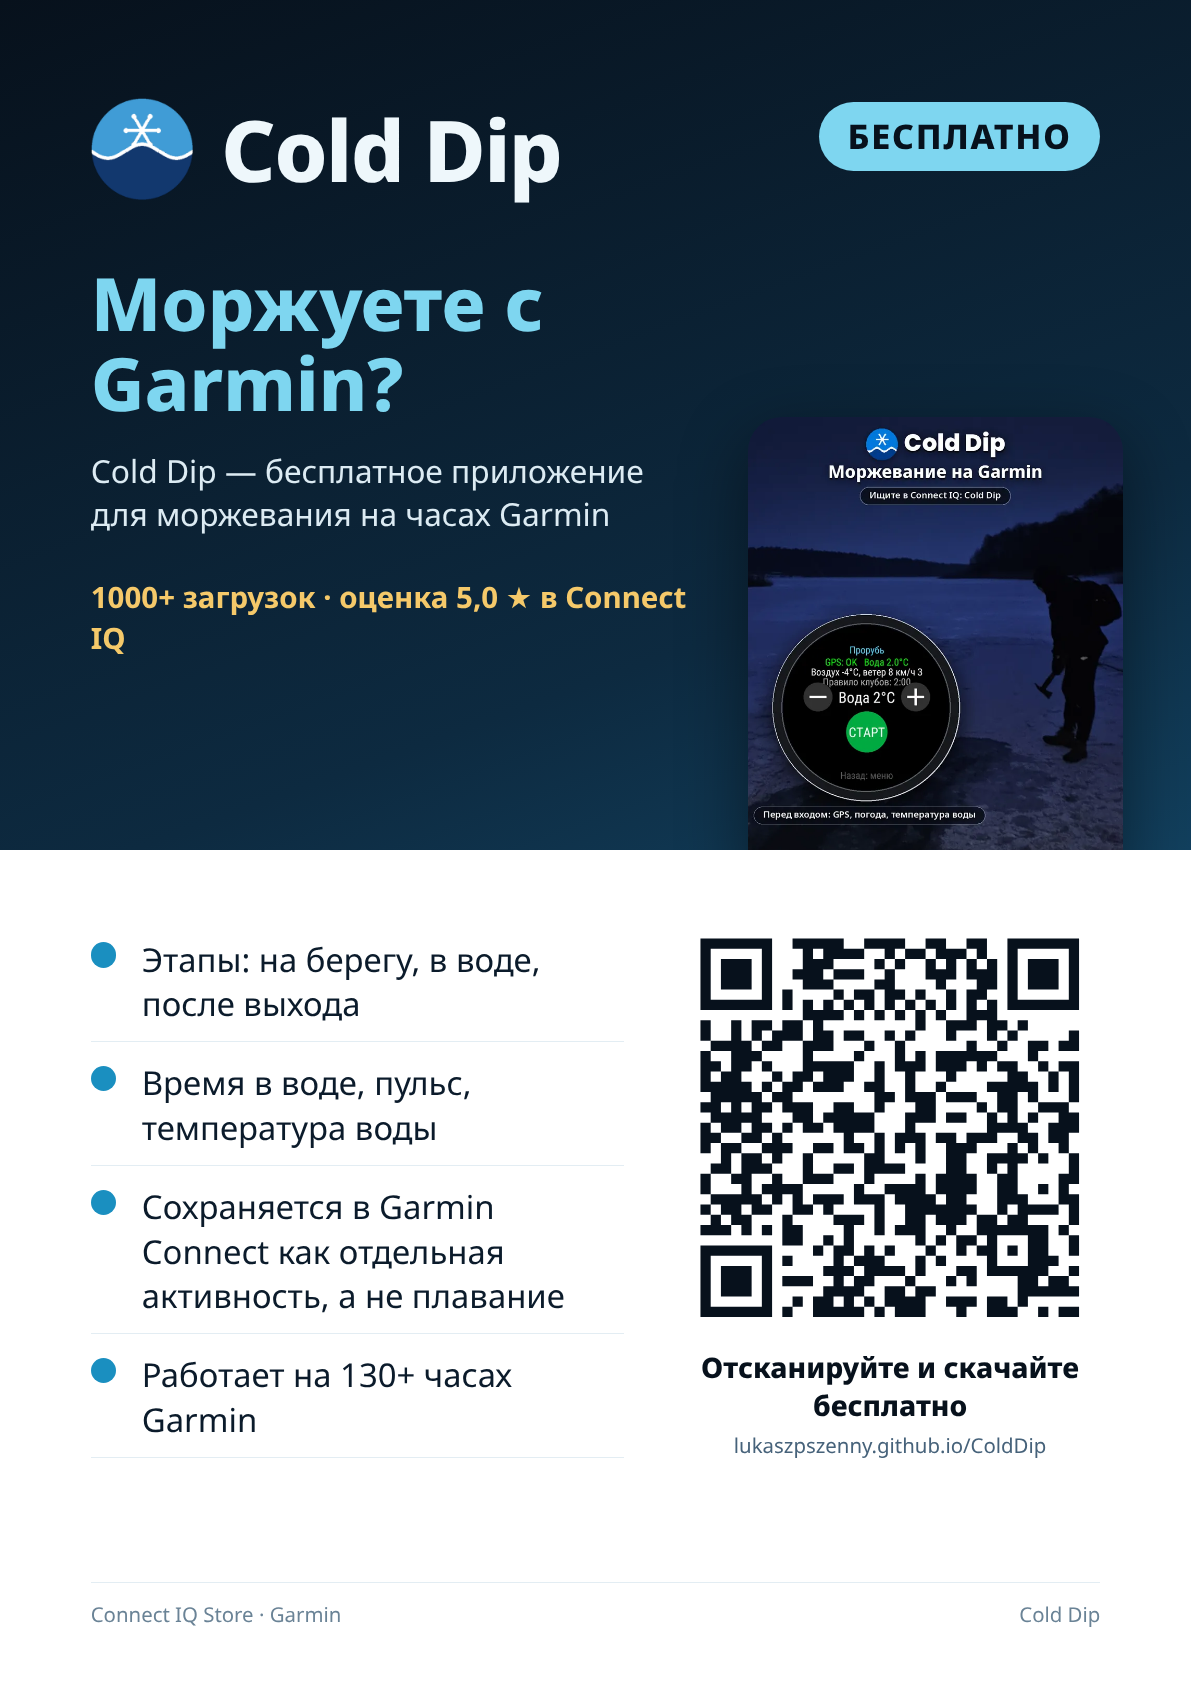 Cold Dip
БЕСПЛАТНО
Моржуете с
Garmin?
Cold Dip — бесплатное приложение
для моржевания на часах Garmin
1000+ загрузок · оценка 5,0 ★ в Connect
IQ
Cold Dip
Моржевание на Garmin
Ищите в Connect IQ: Cold Dip
Прорубь
GPS: OK Вода 2.0°C
Воздух -4°C, ветер 8 км/ч З
Правило клубов: 2:00
− Вода 2°C +
СТАРТ
Назад: меню
Перед входом: GPS, погода, температура воды
Этапы: на берегу, в воде,
после выхода
Время в воде, пульс,
температура воды
Сохраняется в Garmin
Connect как отдельная
активность, а не плавание
Работает на 130+ часах
Garmin
Отсканируйте и скачайте
бесплатно
lukaszpszenny.github.io/ColdDip
Connect IQ Store · Garmin
Cold Dip